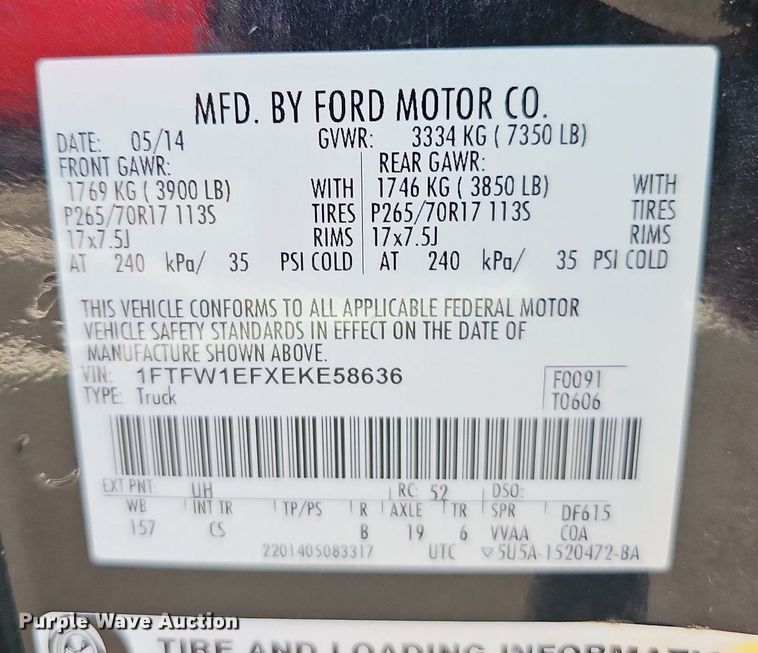 MFD. BY FORD MOTOR CO.
DATE: 05/14 GVWR: 3334 KG ( 7350 LB)
FRONT GAWR: REAR GAWR:
1769 KG ( 3900 LB) WITH 1746 KG ( 3850 LB) WITH
P265/70R17 113S TIRES P265/70R17 113S TIRES
17x7.5J RIMS 17x7.5J RIMS
AT 240 kPa/ 35 PSI COLD AT 240 kPa/ 35 PSI COLD
THIS VEHICLE CONFORMS TO ALL APPLICABLE FEDERAL MOTOR
VEHICLE SAFETY STANDARDS IN EFFECT ON THE DATE OF
MANUFACTURE SHOWN ABOVE.
VIN: 1FTFW1EFXEKE58636 F0091
TYPE: Truck T0606
EXT PNT: UH RC: 52 DSO:
WB INT TR TP/PS R AXLE TR SPR DF615
157 CS B 19 6 VVAA COA
2201405083317 UTC ▽5U5A-1520472-BA
Purple Wave Auction
TIRE AND LOADING INFORMATION